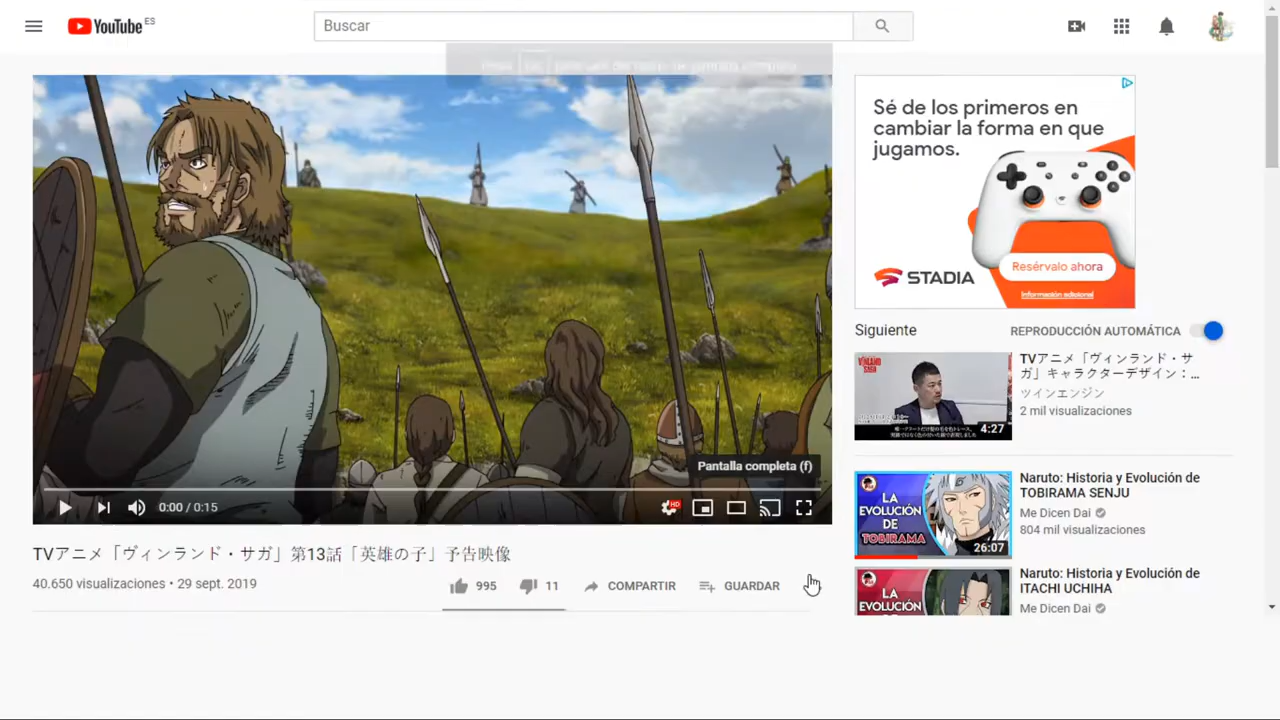 YouTube ES
Buscar
Sé de los primeros en
cambiar la forma en que
jugamos.
Resérvalo ahora
STADIA
Información adicional
Pantalla completa (f)
0:00 / 0:15
HD
TVアニメ「ヴィンランド・サガ」第13話「英雄の子」予告映像
40.650 visualizaciones • 29 sept. 2019
995
11
COMPARTIR
GUARDAR
Siguiente
REPRODUCCIÓN AUTOMÁTICA
VINLAND
SAGA
4:27
TVアニメ「ヴィンランド・サ
ガ」キャラクターデザイン：...
ツインエンジン
2 mil visualizaciones
LA
EVOLUCIÓN
DE
TOBIRAMA
26:07
Naruto: Historia y Evolución de
TOBIRAMA SENJU
Me Dicen Dai
804 mil visualizaciones
LA
EVOLUCIÓN
Naruto: Historia y Evolución de
ITACHI UCHIHA
Me Dicen Dai